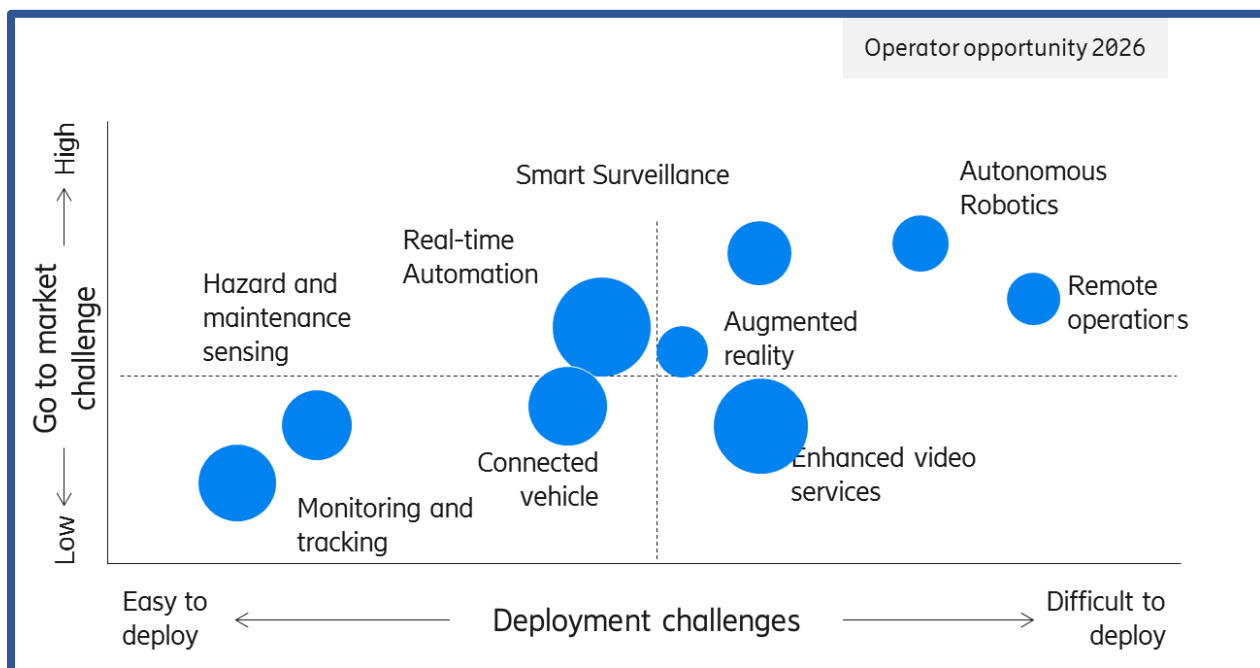 Operator opportunity 2026
High
Go to market
challenge
Low
Smart Surveillance
Autonomous
Robotics
Real-time
Automation
Hazard and
maintenance
sensing
Remote
operations
Augmented
reality
Connected
vehicle
Enhanced video
services
Monitoring and
tracking
Easy to
deploy
Deployment challenges
Difficult to
deploy